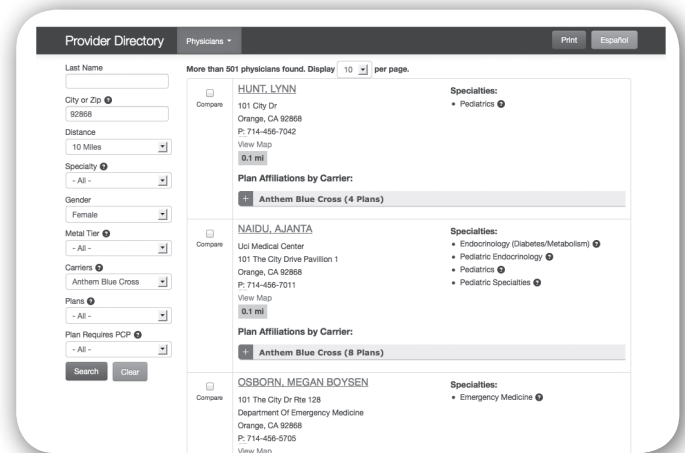 Provider Directory
Physicians
Print
Español
Last Name
City or Zip
92868
Distance
10 Miles
Specialty
- All -
Gender
Female
Metal Tier
- All -
Carriers
Anthem Blue Cross
Plans
- All -
Plan Requires PCP
- All -
Search Clear
More than 501 physicians found. Display 10 per page.
Compare
HUNT, LYNN
101 City Dr
Orange, CA 92868
P: 714-456-7042
View Map
0.1 mi
Specialties:
• Pediatrics
Plan Affiliations by Carrier:
+ Anthem Blue Cross (4 Plans)
Compare
NAIDU, AJANTA
Uci Medical Center
101 The City Drive Pavillion 1
Orange, CA 92868
P: 714-456-7011
View Map
0.1 mi
Specialties:
• Endocrinology (Diabetes/Metabolism)
• Pediatric Endocrinology
• Pediatrics
• Pediatric Specialties
Plan Affiliations by Carrier:
+ Anthem Blue Cross (8 Plans)
Compare
OSBORN, MEGAN BOYSEN
101 The City Dr Rte 128
Department Of Emergency Medicine
Orange, CA 92868
P: 714-456-5705
View Map
Specialties:
• Emergency Medicine